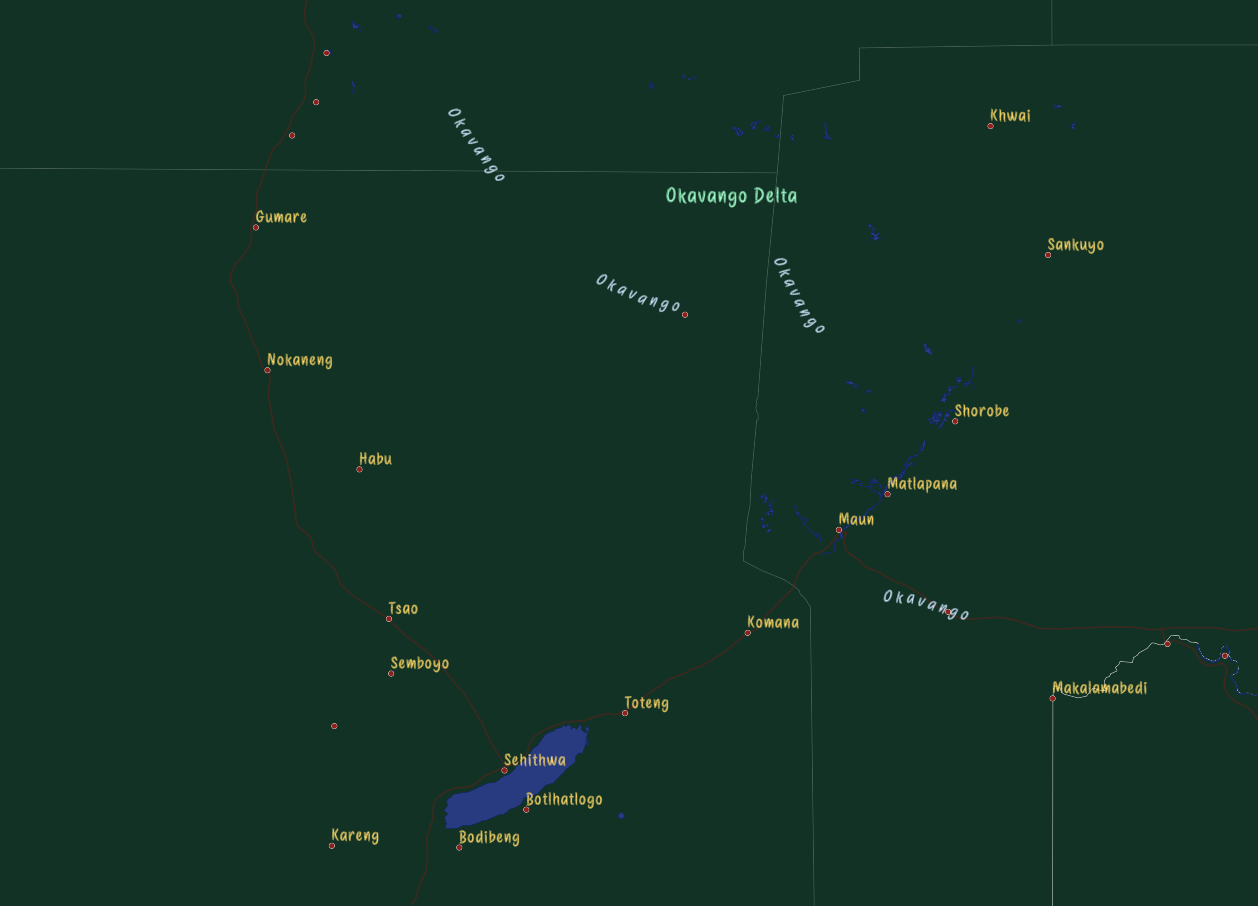 Okavango
Khwai
Okavango Delta
Gumare
Sankuyo
Okavango
Okavango
Nokaneng
Shorobe
Habu
Matlapana
Maun
Okavango
Tsao
Komana
Semboyo
Makalamabedi
Toteng
Sehithwa
Botlhatlogo
Kareng
Bodibeng